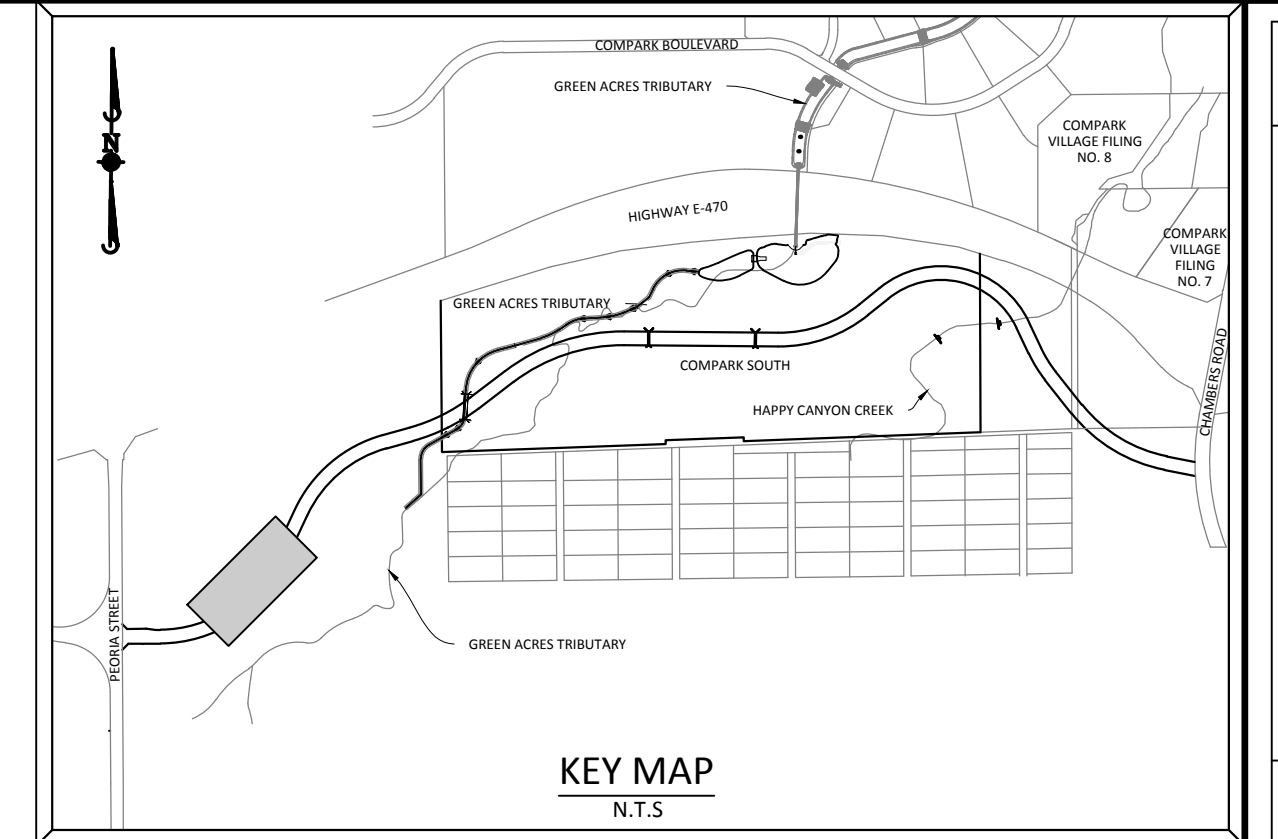 COMPARK BOULEVARD
GREEN ACRES TRIBUTARY
COMPARK
VILLAGE FILING
NO. 8
N
HIGHWAY E-470
COMPARK
VILLAGE
FILING
NO. 7
GREEN ACRES TRIBUTARY
COMPARK SOUTH
CHAMBERS ROAD
HAPPY CANYON CREEK
PEORIA STREET
GREEN ACRES TRIBUTARY
KEY MAP
N.T.S